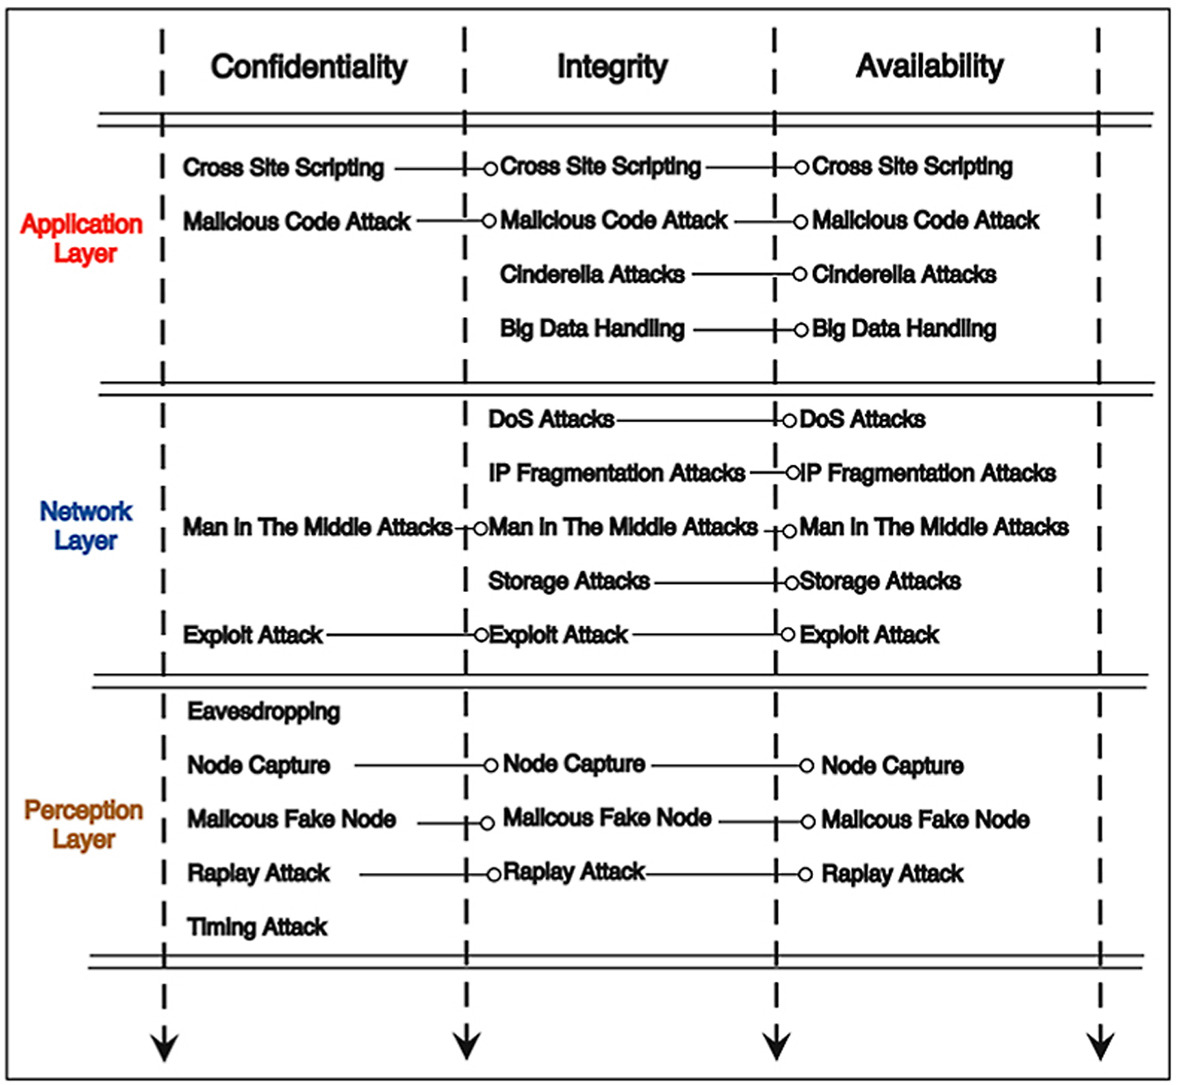 Confidentiality Integrity Availability
Cross Site Scripting Cross Site Scripting Cross Site Scripting
Application
Layer
Malicious Code Attack Malicious Code Attack Malicious Code Attack
Cinderella Attacks Cinderella Attacks
Big Data Handling Big Data Handling
DoS Attacks DoS Attacks
IP Fragmentation Attacks IP Fragmentation Attacks
Network
Layer
Man in The Middle Attacks Man in The Middle Attacks Man in The Middle Attacks
Storage Attacks Storage Attacks
Exploit Attack Exploit Attack Exploit Attack
Eavesdropping
Node Capture Node Capture Node Capture
Perception
Layer
Malicous Fake Node Malicous Fake Node Malicous Fake Node
Raplay Attack Raplay Attack Raplay Attack
Timing Attack